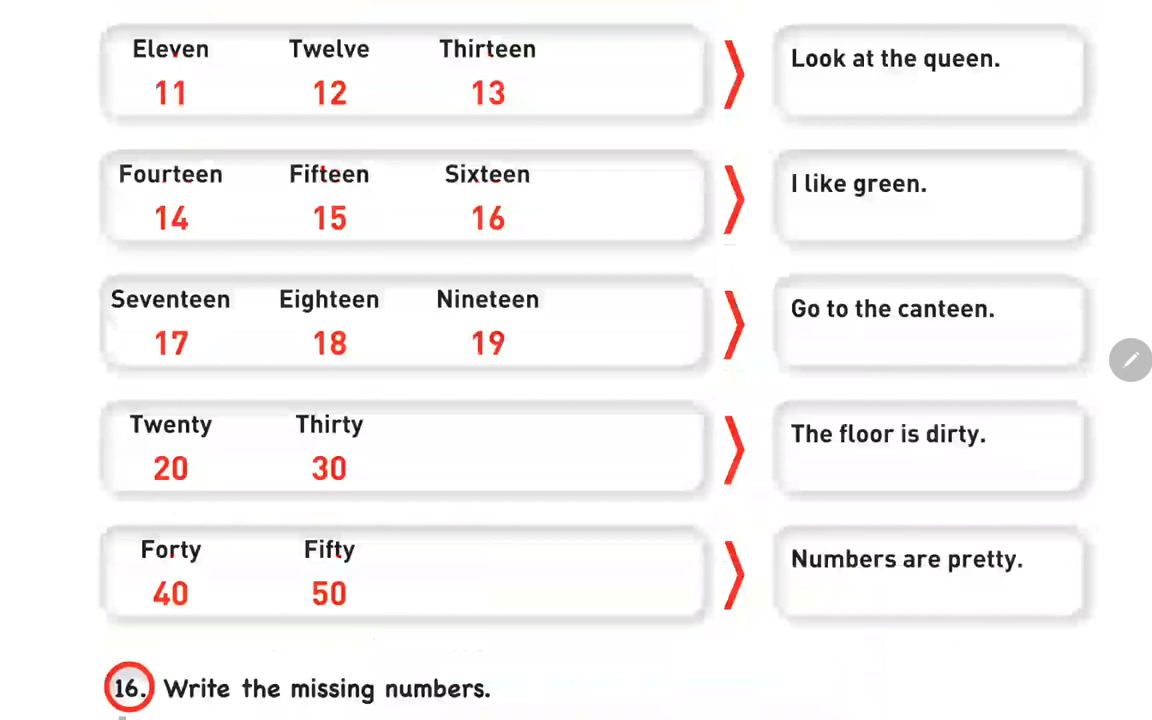 Eleven Twelve Thirteen
11 12 13
Look at the queen.
Fourteen Fifteen Sixteen
14 15 16
I like green.
Seventeen Eighteen Nineteen
17 18 19
Go to the canteen.
Twenty Thirty
20 30
The floor is dirty.
Forty Fifty
40 50
Numbers are pretty.
16. Write the missing numbers.